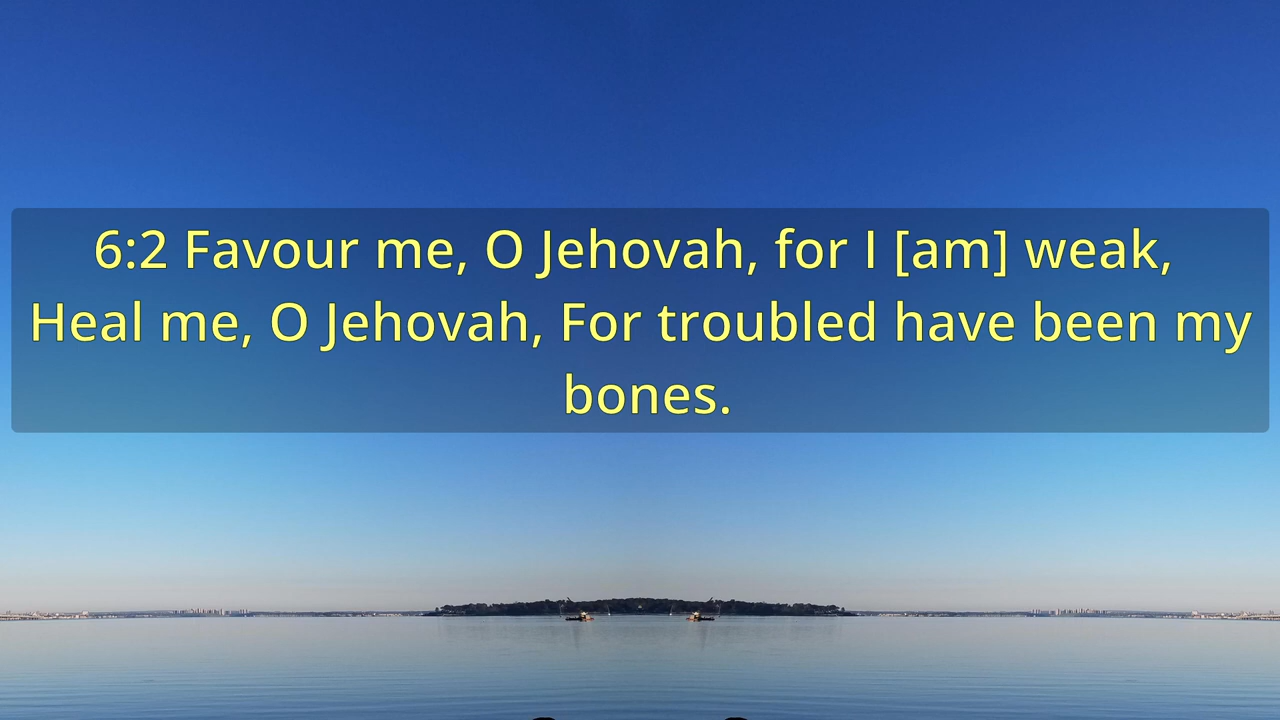 6:2 Favour me, O Jehovah, for I [am] weak,
Heal me, O Jehovah, For troubled have been my
bones.